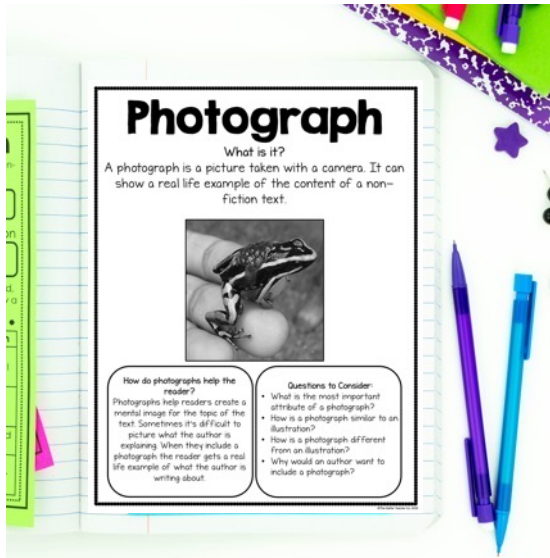 Photograph
What is it?
A photograph is a picture taken with a camera. It can
show a real life example of the content of a non-
fiction text.
How do photographs help the
reader?
Photographs help readers create a
mental image for the topic of the
text. Sometimes it's difficult to
picture what the author is
explaining. When they include a
photograph the reader gets a real
life example of what the author is
writing about.
Questions to Consider:
• What is the most important
attribute of a photograph?
• How is a photograph similar to an
illustration?
• How is a photograph different
from an illustration?
• Why would an author want to
include a photograph?